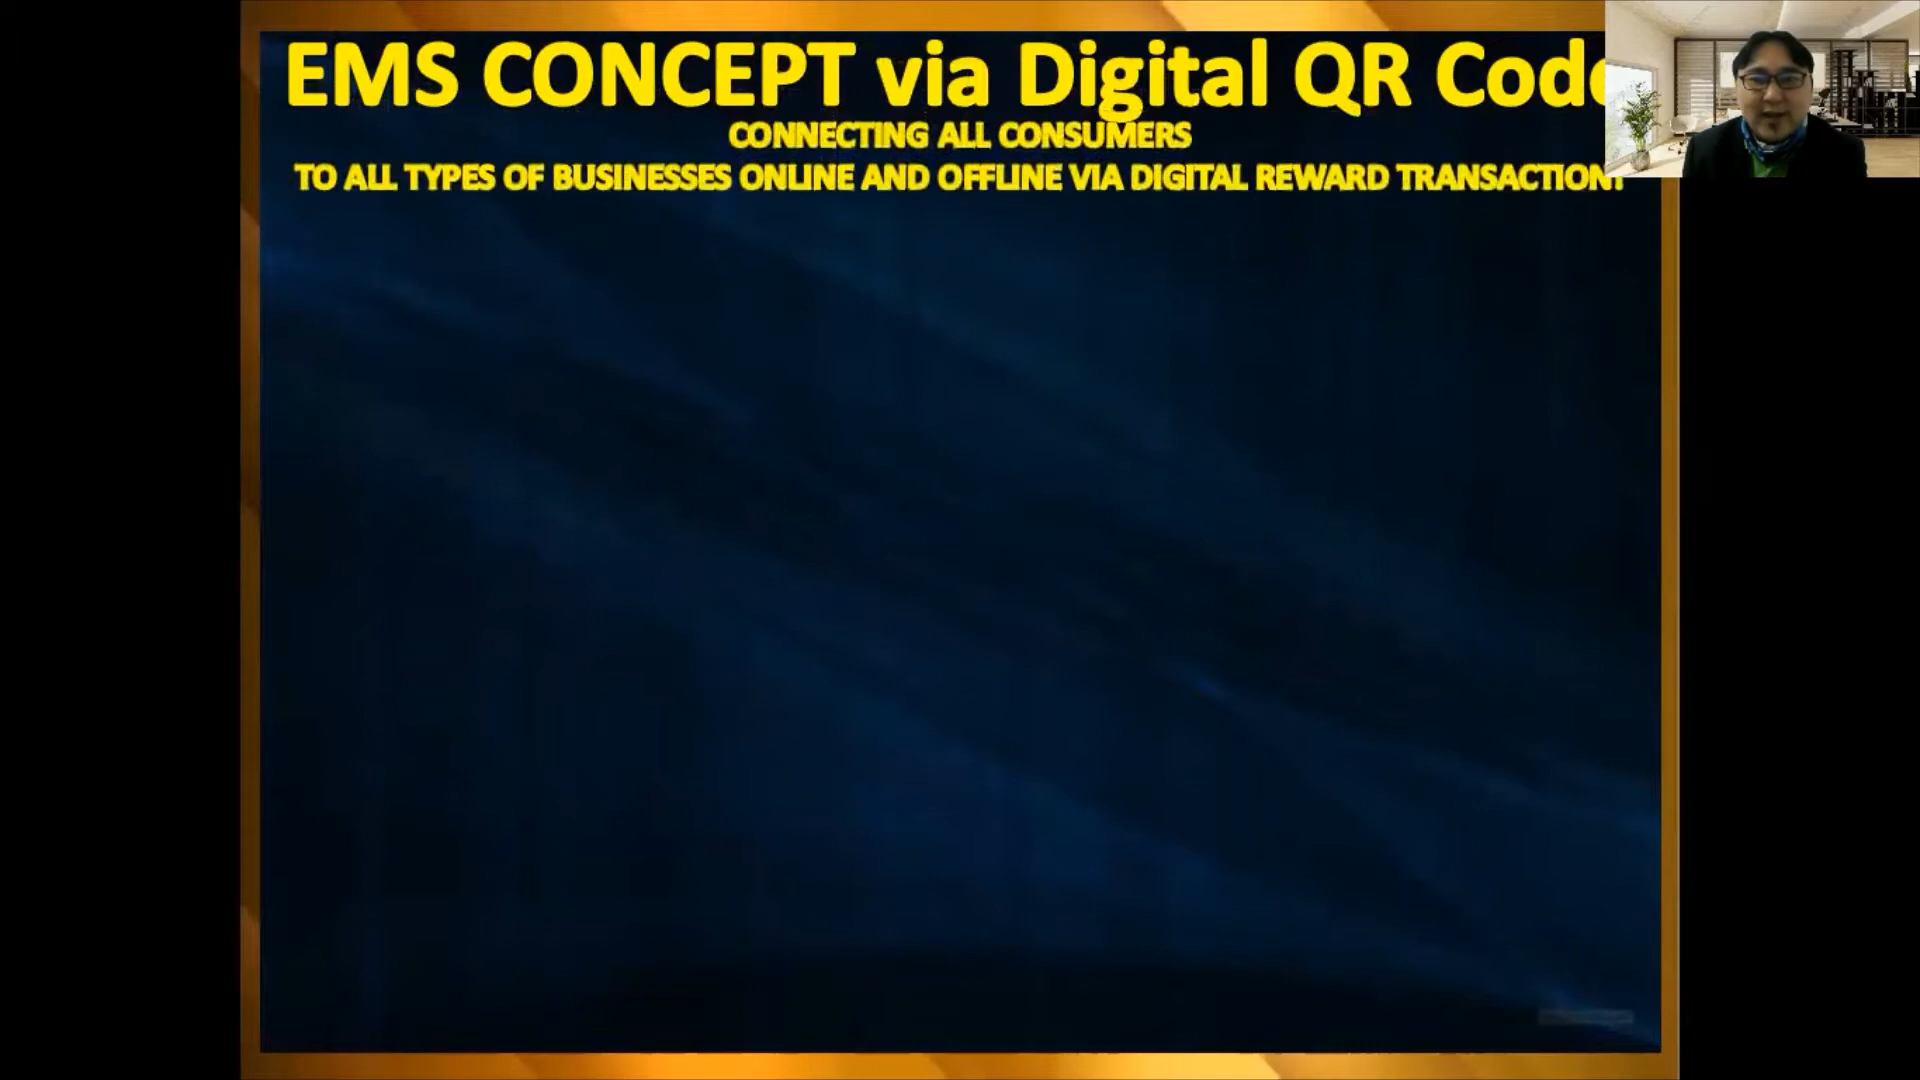 EMS CONCEPT via Digital QR Code
CONNECTING ALL CONSUMERS
TO ALL TYPES OF BUSINESSES ONLINE AND OFFLINE VIA DIGITAL REWARD TRANSACTION!